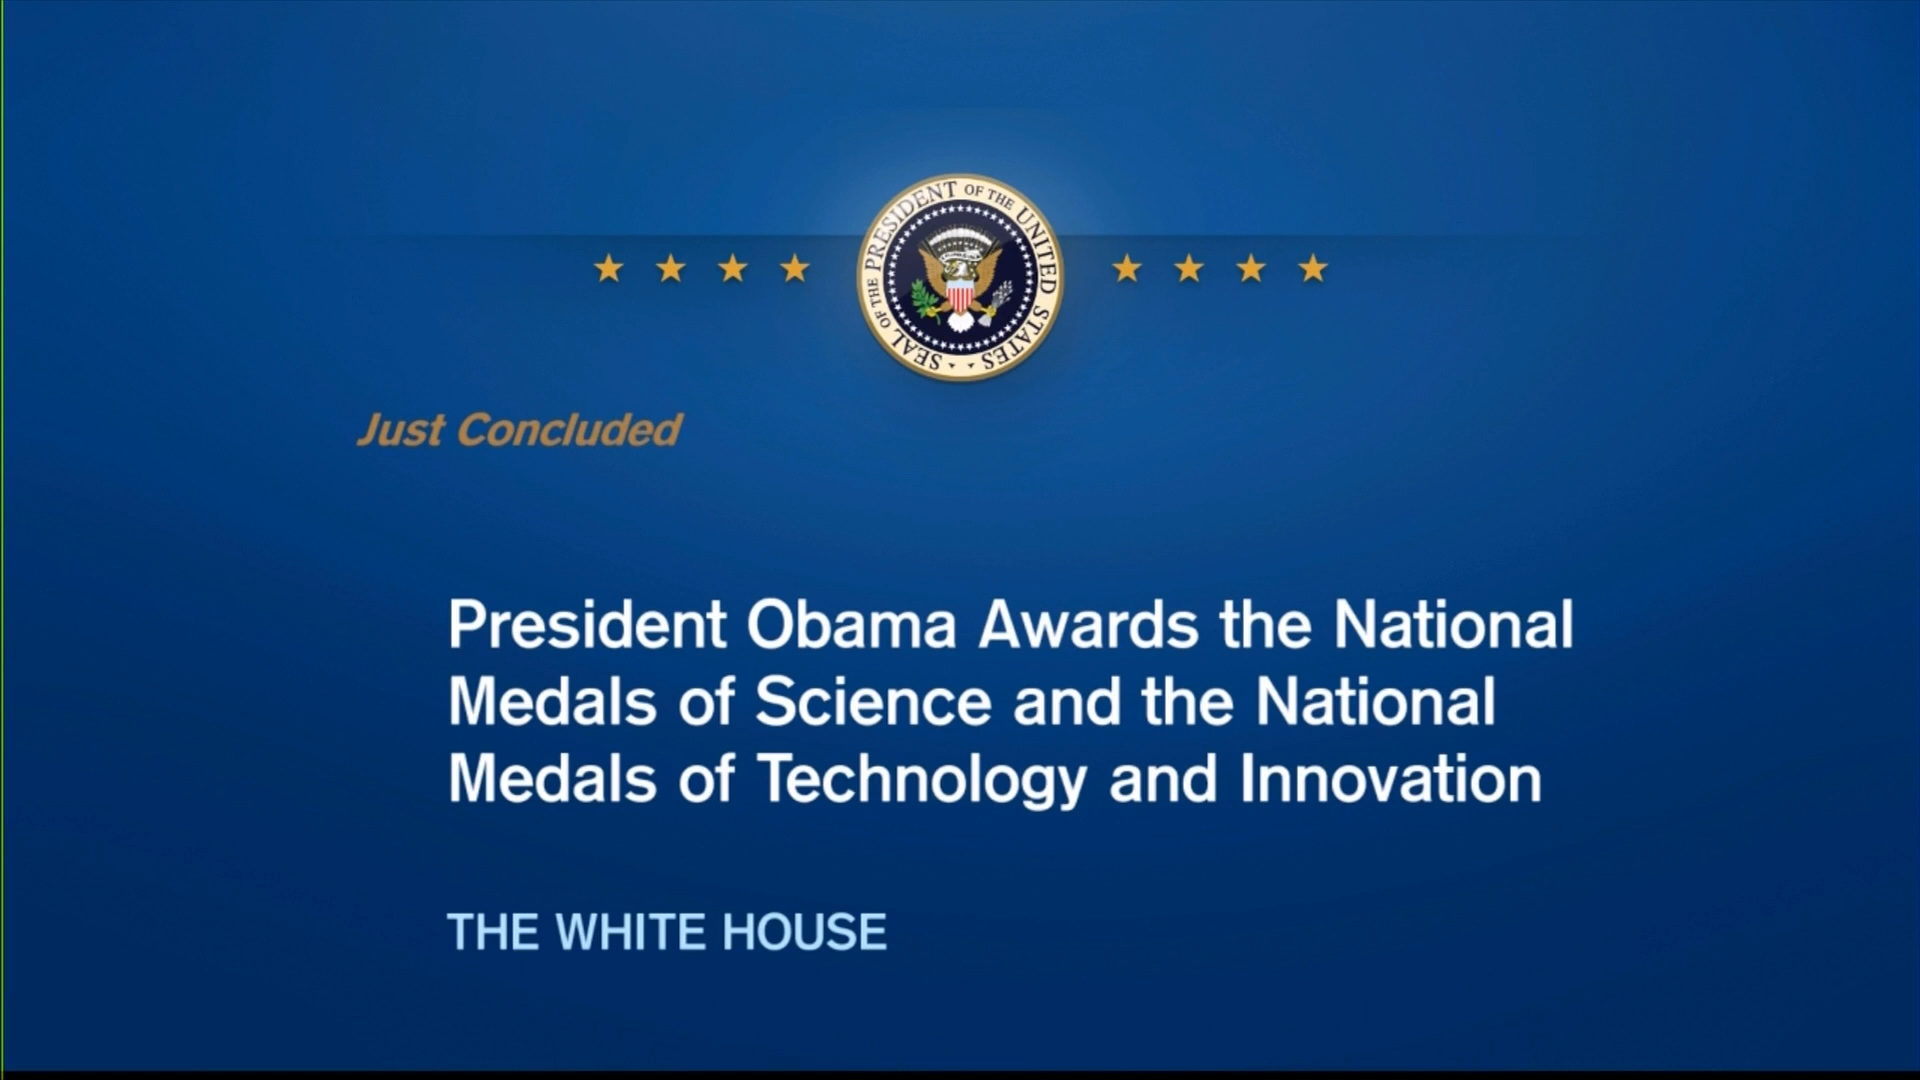 SEAL OF THE PRESIDENT OF THE UNITED STATES
Just Concluded
President Obama Awards the National
Medals of Science and the National
Medals of Technology and Innovation
THE WHITE HOUSE